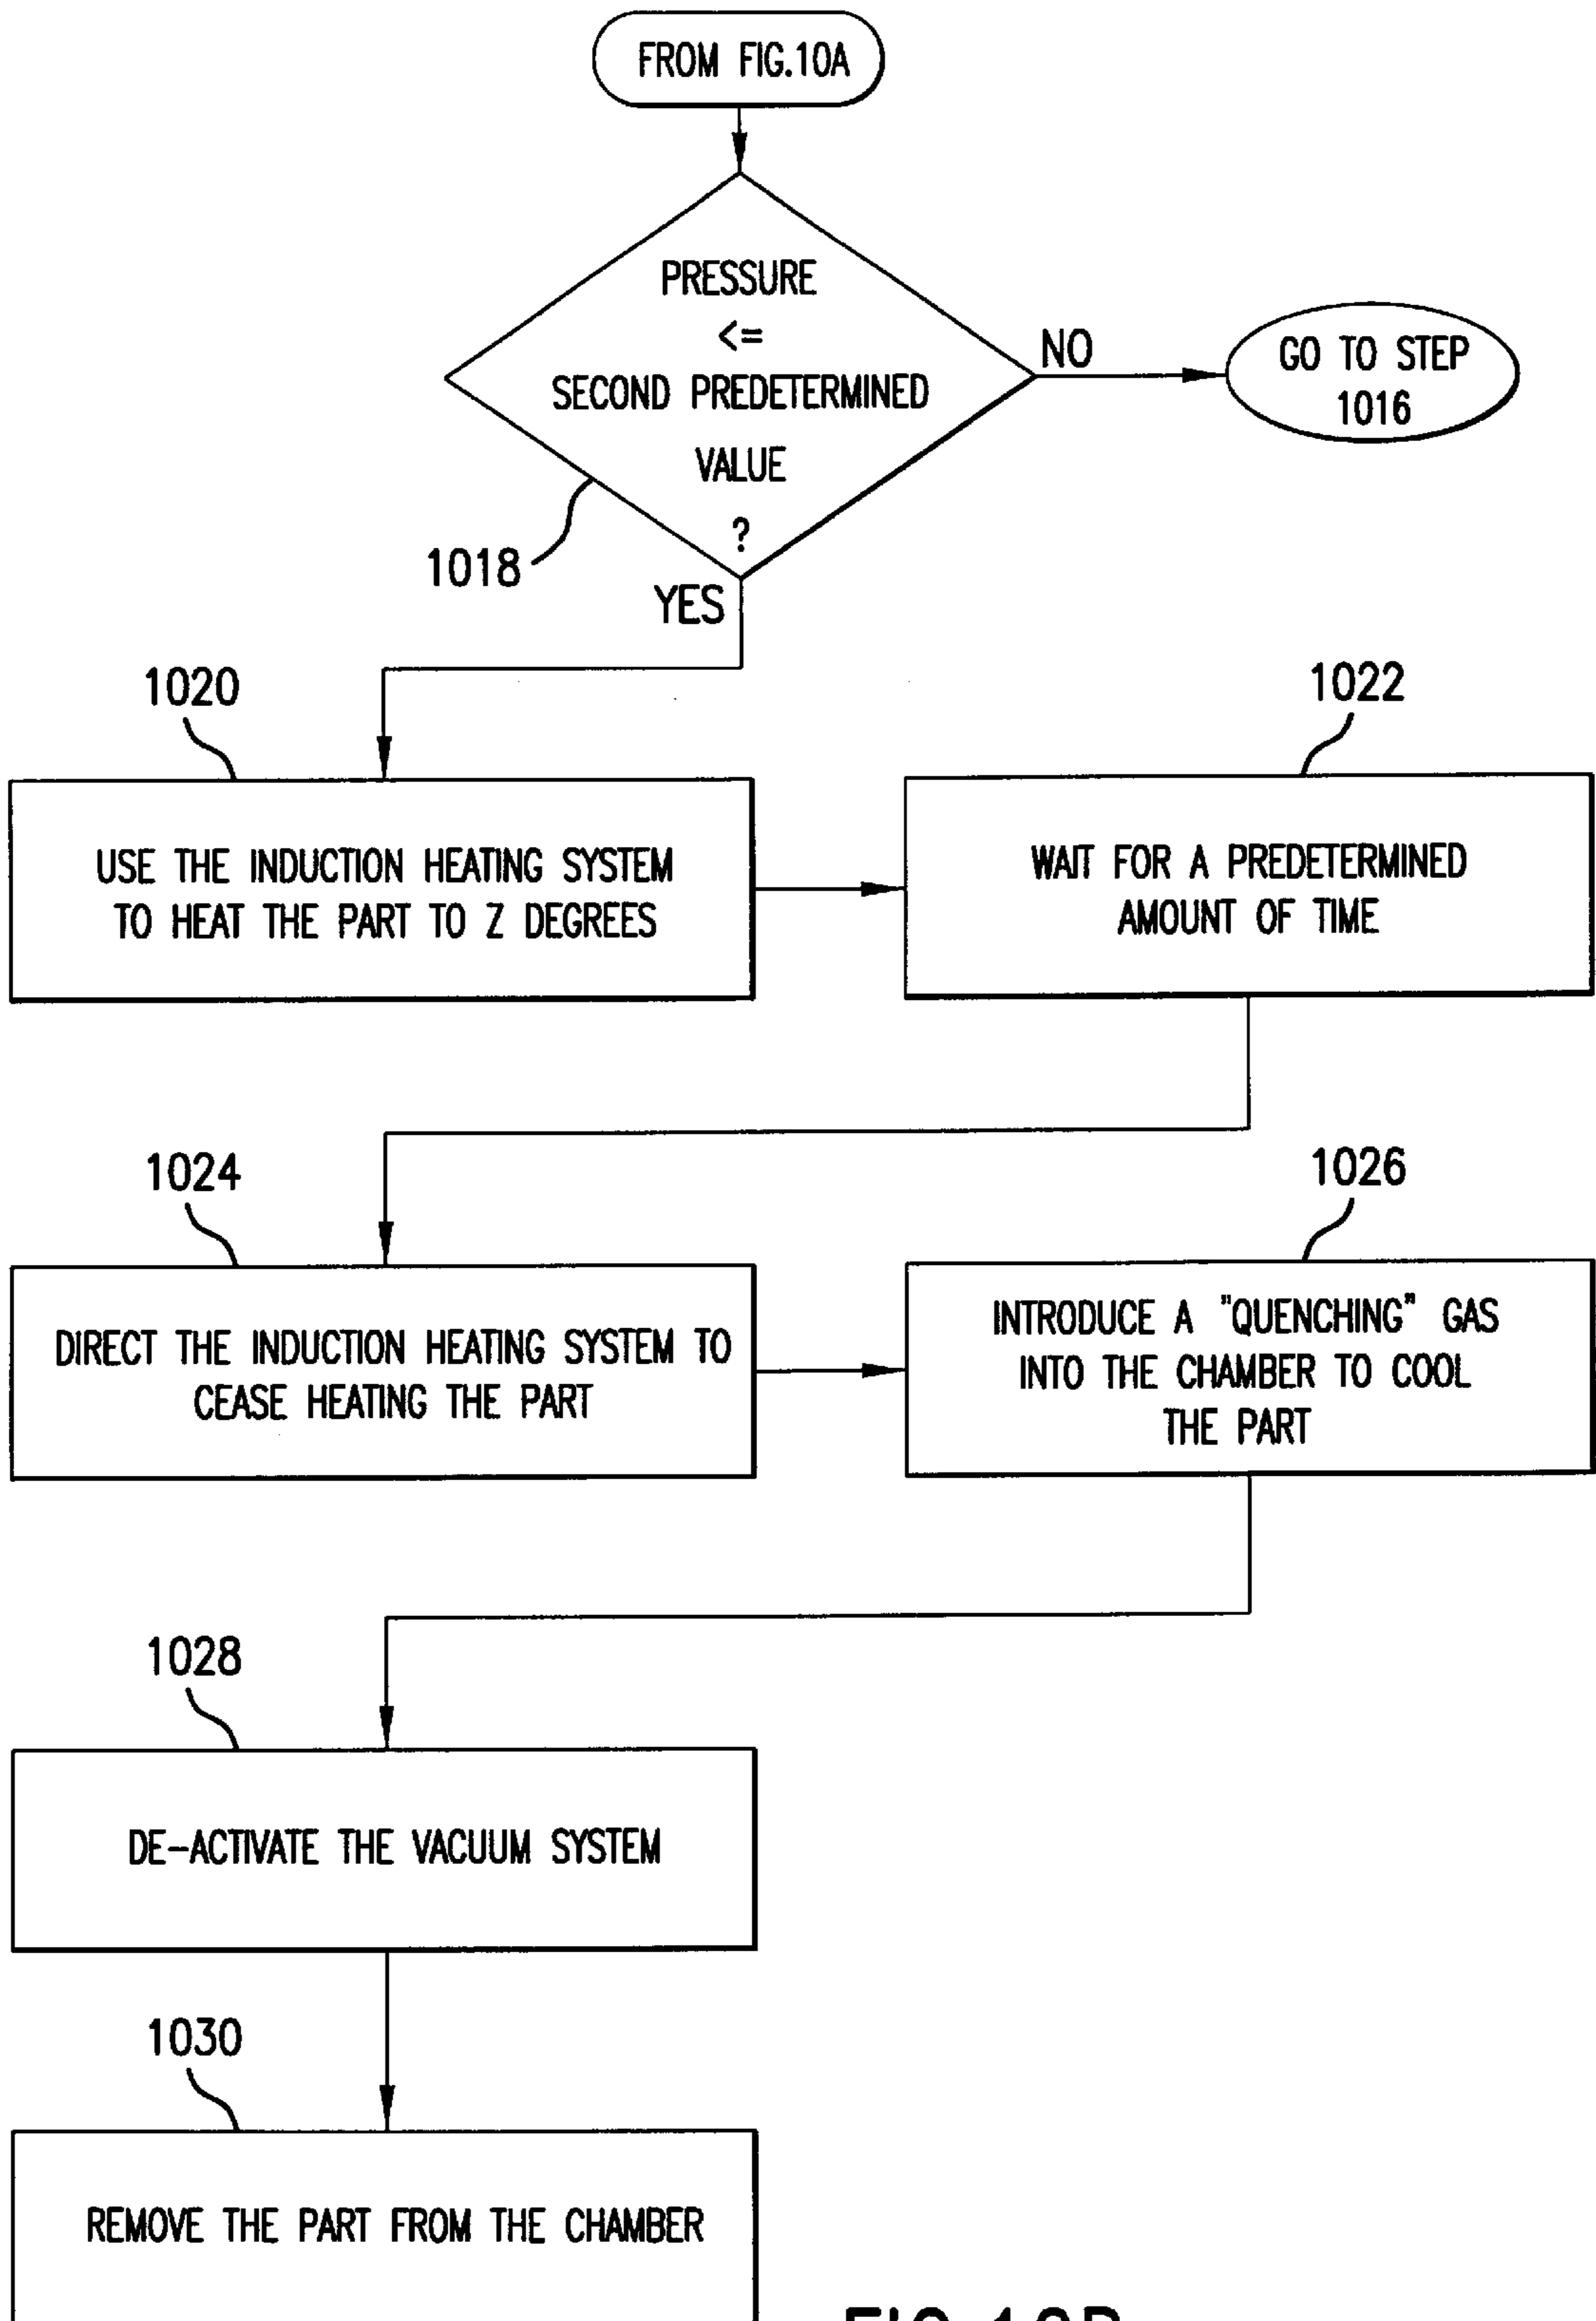 FROM FIG.10A
PRESSURE
<=
SECOND PREDETERMINED
VALUE
?
NO
GO TO STEP
1016
1018
YES
1020
USE THE INDUCTION HEATING SYSTEM
TO HEAT THE PART TO Z DEGREES
1022
WAIT FOR A PREDETERMINED
AMOUNT OF TIME
1024
DIRECT THE INDUCTION HEATING SYSTEM TO
CEASE HEATING THE PART
1026
INTRODUCE A "QUENCHING" GAS
INTO THE CHAMBER TO COOL
THE PART
1028
DE-ACTIVATE THE VACUUM SYSTEM
1030
REMOVE THE PART FROM THE CHAMBER